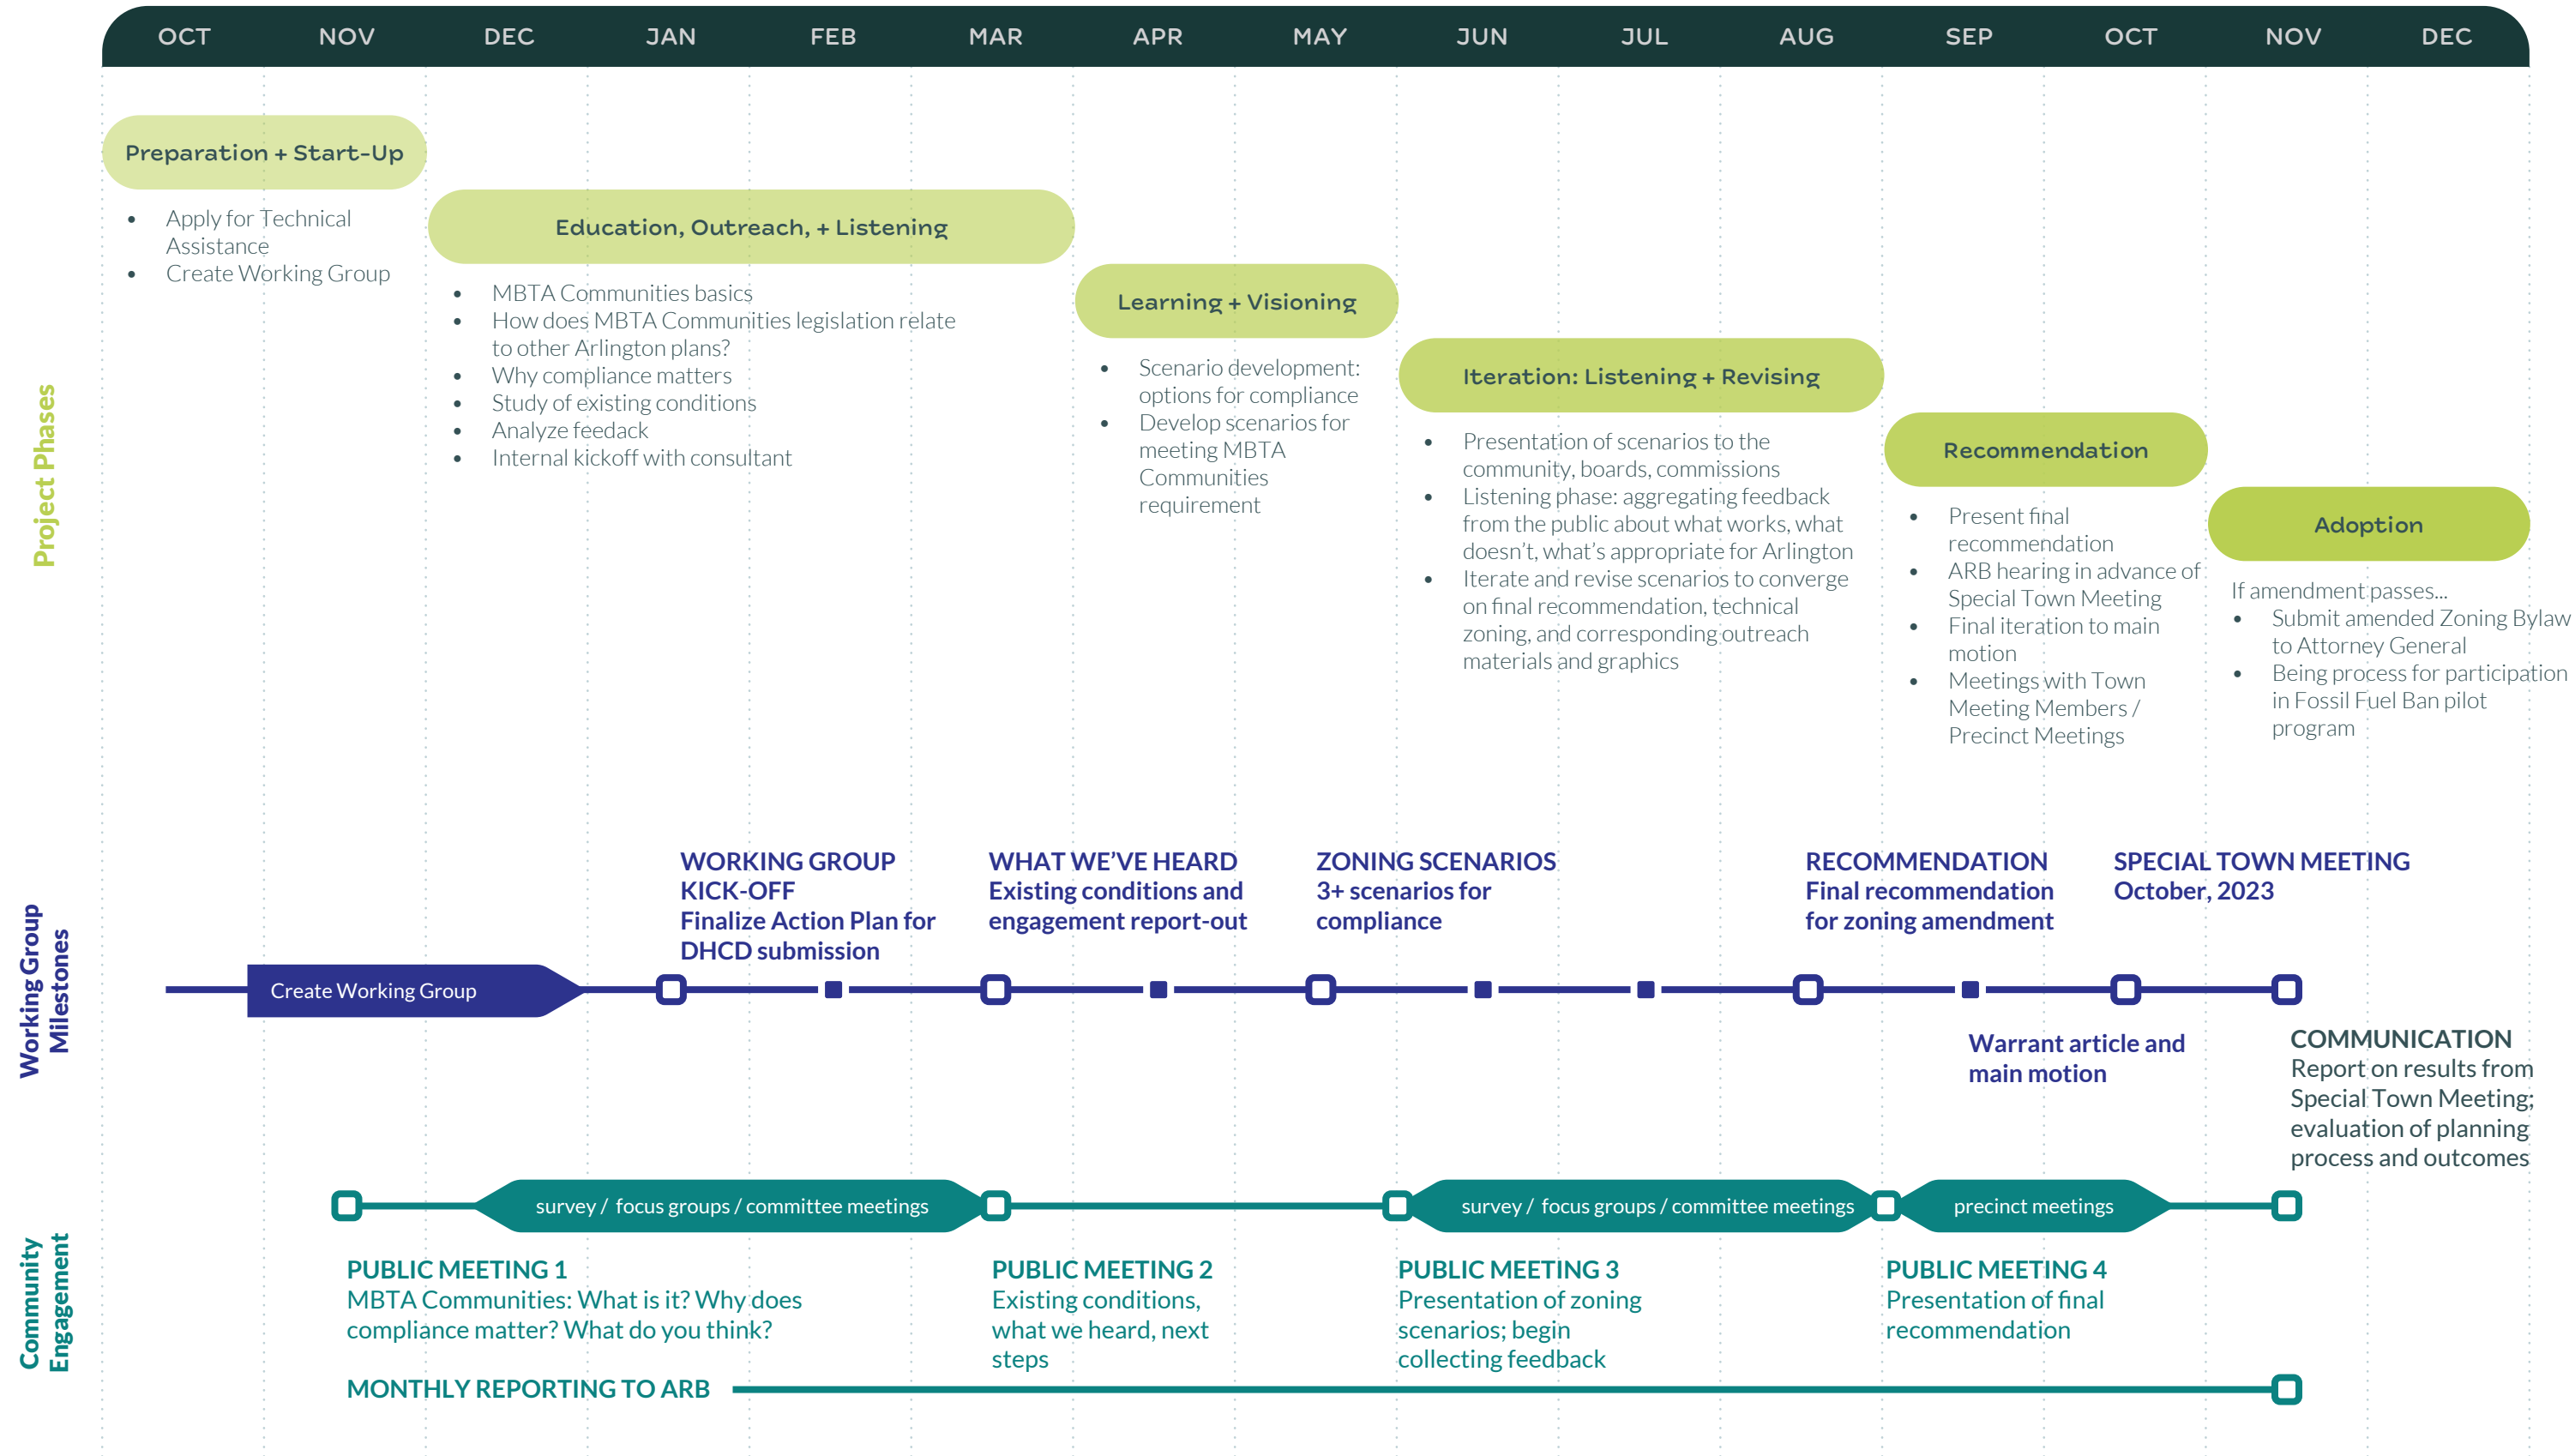 OCT NOV DEC JAN FEB MAR APR MAY JUN JUL AUG SEP OCT NOV DEC
Project Phases
Preparation + Start-Up
• Apply for Technical
Assistance
• Create Working Group
Education, Outreach, + Listening
• MBTA Communities basics
• How does MBTA Communities legislation relate
to other Arlington plans?
• Why compliance matters
• Study of existing conditions
• Analyze feedack
• Internal kickoff with consultant
Learning + Visioning
• Scenario development:
options for compliance
• Develop scenarios for
meeting MBTA
Communities
requirement
Iteration: Listening + Revising
• Presentation of scenarios to the
community, boards, commissions
• Listening phase: aggregating feedback
from the public about what works, what
doesn't, what's appropriate for Arlington
• Iterate and revise scenarios to converge
on final recommendation, technical
zoning, and corresponding outreach
materials and graphics
Recommendation
• Present final
recommendation
• ARB hearing in advance of
Special Town Meeting
• Final iteration to main
motion
• Meetings with Town
Meeting Members /
Precinct Meetings
Adoption
If amendment passes...
• Submit amended Zoning Bylaw
to Attorney General
• Being process for participation
in Fossil Fuel Ban pilot
program
Working Group
Milestones
Create Working Group
WORKING GROUP
KICK-OFF
Finalize Action Plan for
DHCD submission
WHAT WE'VE HEARD
Existing conditions and
engagement report-out
ZONING SCENARIOS
3+ scenarios for
compliance
RECOMMENDATION
Final recommendation
for zoning amendment
SPECIAL TOWN MEETING
October, 2023
Warrant article and
main motion
COMMUNICATION
Report on results from
Special Town Meeting;
evaluation of planning
process and outcomes
Community
Engagement
survey / focus groups / committee meetings
survey / focus groups / committee meetings
precinct meetings
PUBLIC MEETING 1
MBTA Communities: What is it? Why does
compliance matter? What do you think?
PUBLIC MEETING 2
Existing conditions,
what we heard, next
steps
PUBLIC MEETING 3
Presentation of zoning
scenarios; begin
collecting feedback
PUBLIC MEETING 4
Presentation of final
recommendation
MONTHLY REPORTING TO ARB